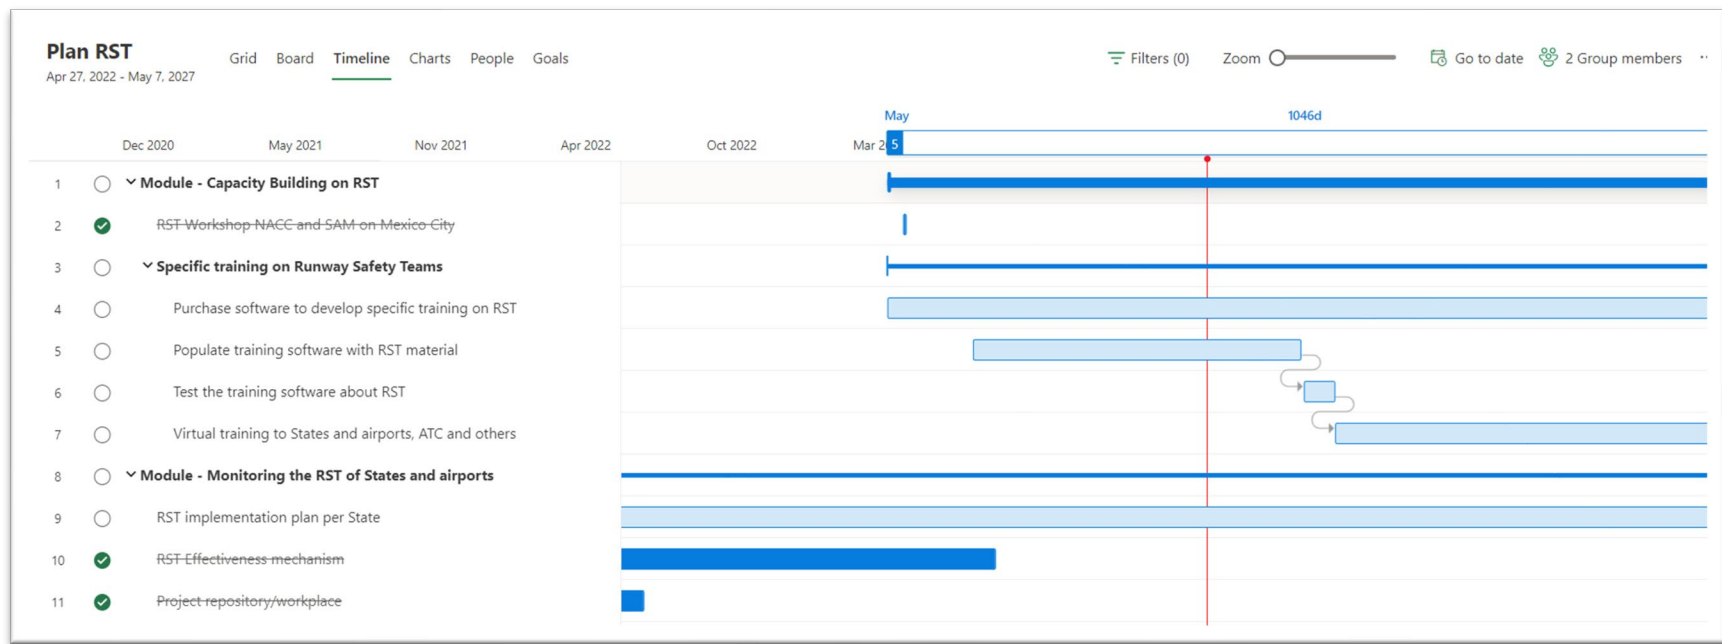 Plan RST
Apr 27, 2022 - May 7, 2027
Grid Board Timeline Charts People Goals
Filters (0) Zoom Go to date 2 Group members
May 1046d
Dec 2020 May 2021 Nov 2021 Apr 2022 Oct 2022 Mar 2 5
1 Module - Capacity Building on RST
2 RST Workshop NACC and SAM on Mexico City
3 Specific training on Runway Safety Teams
4 Purchase software to develop specific training on RST
5 Populate training software with RST material
6 Test the training software about RST
7 Virtual training to States and airports, ATC and others
8 Module - Monitoring the RST of States and airports
9 RST implementation plan per State
10 RST Effectiveness mechanism
11 Project repository/workplace